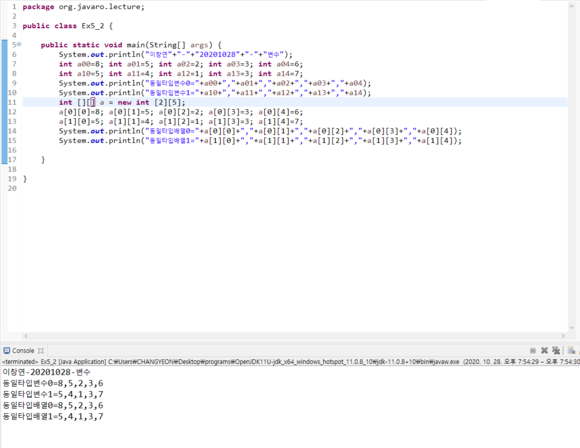 1 package org.javaro.lecture;
2
3 public class Ex5_2 {
4
5 public static void main(String[] args) {
6 System.out.println("이창연"+"-"+"20201028"+"-"+"변수");
7 int a00=8; int a01=5; int a02=2; int a03=3; int a04=6;
8 int a10=5; int a11=4; int a12=1; int a13=3; int a14=7;
9 System.out.println("동일타입변수0="+a00+","+a01+","+a02+","+a03+","+a04);
10 System.out.println("동일타입변수1="+a10+","+a11+","+a12+","+a13+","+a14);
11 int [][] a = new int [2][5];
12 a[0][0]=8; a[0][1]=5; a[0][2]=2; a[0][3]=3; a[0][4]=6;
13 a[1][0]=5; a[1][1]=4; a[1][2]=1; a[1][3]=3; a[1][4]=7;
14 System.out.println("동일타입배열0="+a[0][0]+","+a[0][1]+","+a[0][2]+","+a[0][3]+","+a[0][4]);
15 System.out.println("동일타입배열1="+a[1][0]+","+a[1][1]+","+a[1][2]+","+a[1][3]+","+a[1][4]);
16
17 }
18
19 }
20
Console
<terminated> Ex5_2 [Java Application] C:₩Users₩CHANGYEON₩Desktop₩programs₩OpenJDK11U-jdk_x64_windows_hotspot_11.0.8_10₩jdk-11.0.8+10₩bin₩javaw.exe (2020. 10. 28. 오후 7:54:29 – 오후 7:54:30
이창연-20201028-변수
동일타입변수0=8,5,2,3,6
동일타입변수1=5,4,1,3,7
동일타입배열0=8,5,2,3,6
동일타입배열1=5,4,1,3,7